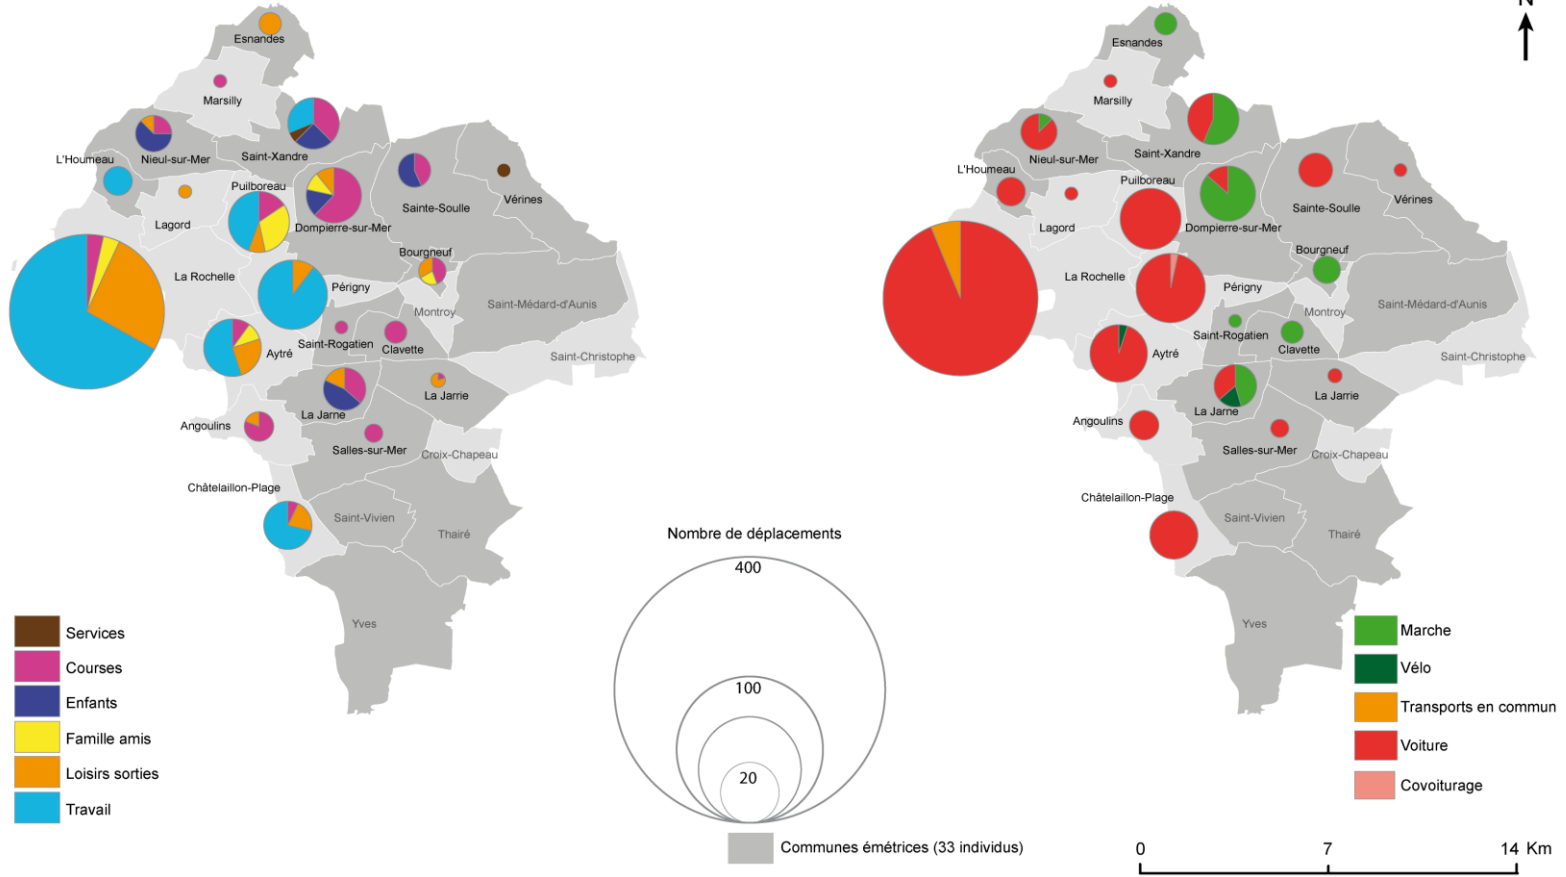 N
Esnandes
Marsilly
Nieul-sur-Mer
Saint-Xandre
L'Houmeau
Puilboreau
Lagord
Dompierre-sur-Mer
Sainte-Soulle
Vérines
Bourgneuf
La Rochelle
Périgny
Montroy
Saint-Médard-d'Aunis
Saint-Rogatien
Clavette
Aytré
Saint-Christophe
La Jarrie
La Jarne
Angoulins
Salles-sur-Mer
Croix-Chapeau
Châtelaillon-Plage
Saint-Vivien
Thairé
Yves
Esnandes
Marsilly
Nieul-sur-Mer
Saint-Xandre
L'Houmeau
Puilboreau
Lagord
Dompierre-sur-Mer
Sainte-Soulle
Vérines
Bourgneuf
La Rochelle
Périgny
Montroy
Saint-Médard-d'Aunis
Saint-Rogatien
Clavette
Aytré
Saint-Christophe
La Jarrie
La Jarne
Angoulins
Salles-sur-Mer
Croix-Chapeau
Châtelaillon-Plage
Saint-Vivien
Thairé
Yves
Services
Courses
Enfants
Famille amis
Loisirs sorties
Travail
Nombre de déplacements
400
100
20
Communes émétrices (33 individus)
Marche
Vélo
Transports en commun
Voiture
Covoiturage
0 7 14 Km